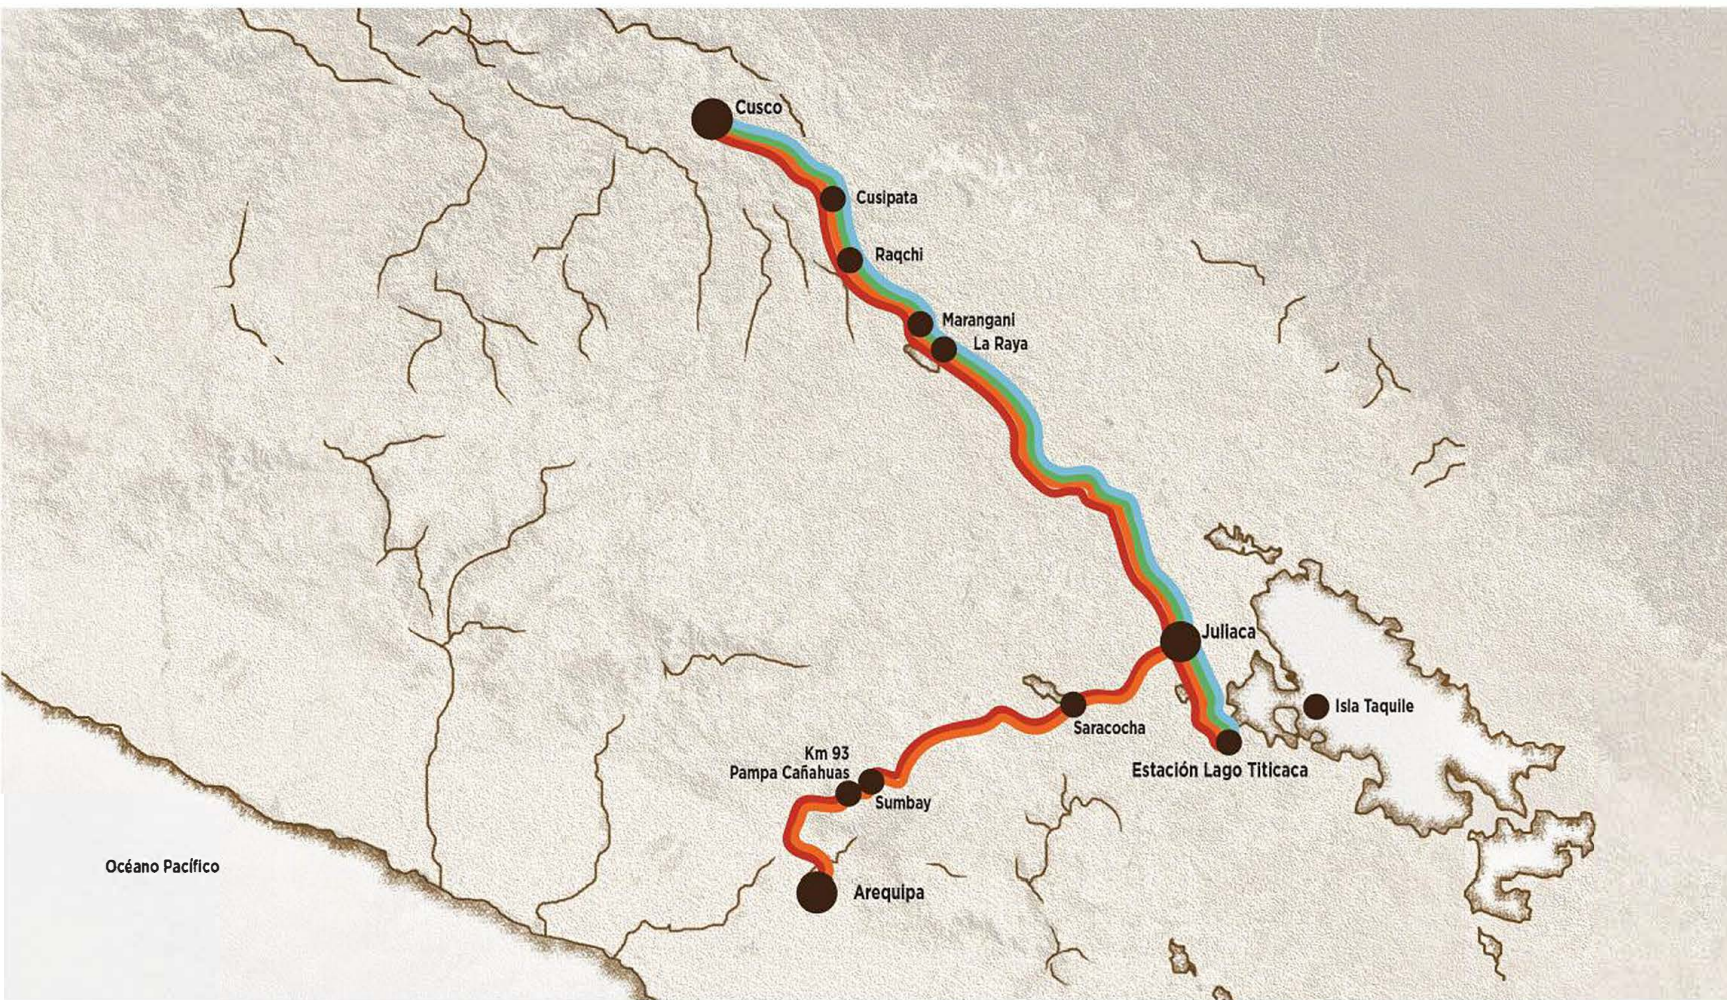 Cusco
Cusipata
Raqchi
Marangani
La Raya
Juliaca
Isla Taquile
Saracocha
Estación Lago Titicaca
Km 93
Pampa Cañahuas
Sumbay
Océano Pacífico
Arequipa